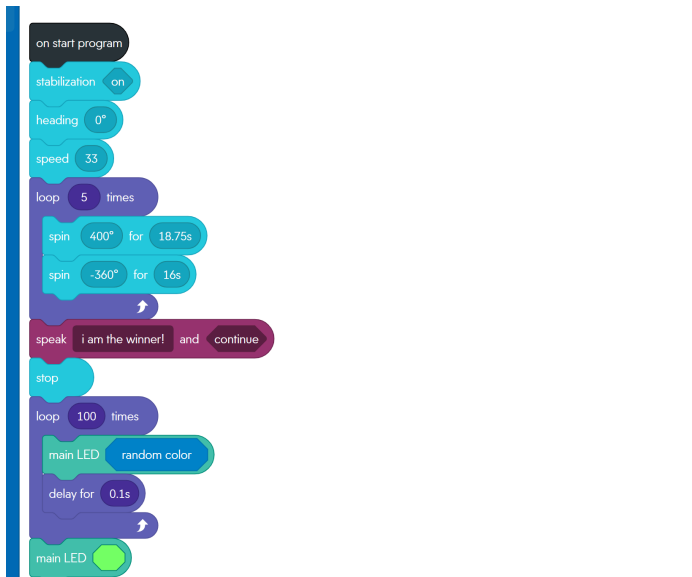 on start program
stabilization on
heading 0°
speed 33
loop 5 times
spin 400° for 18.75s
spin -360° for 16s
speak i am the winner! and continue
stop
loop 100 times
main LED random color
delay for 0.1s
main LED